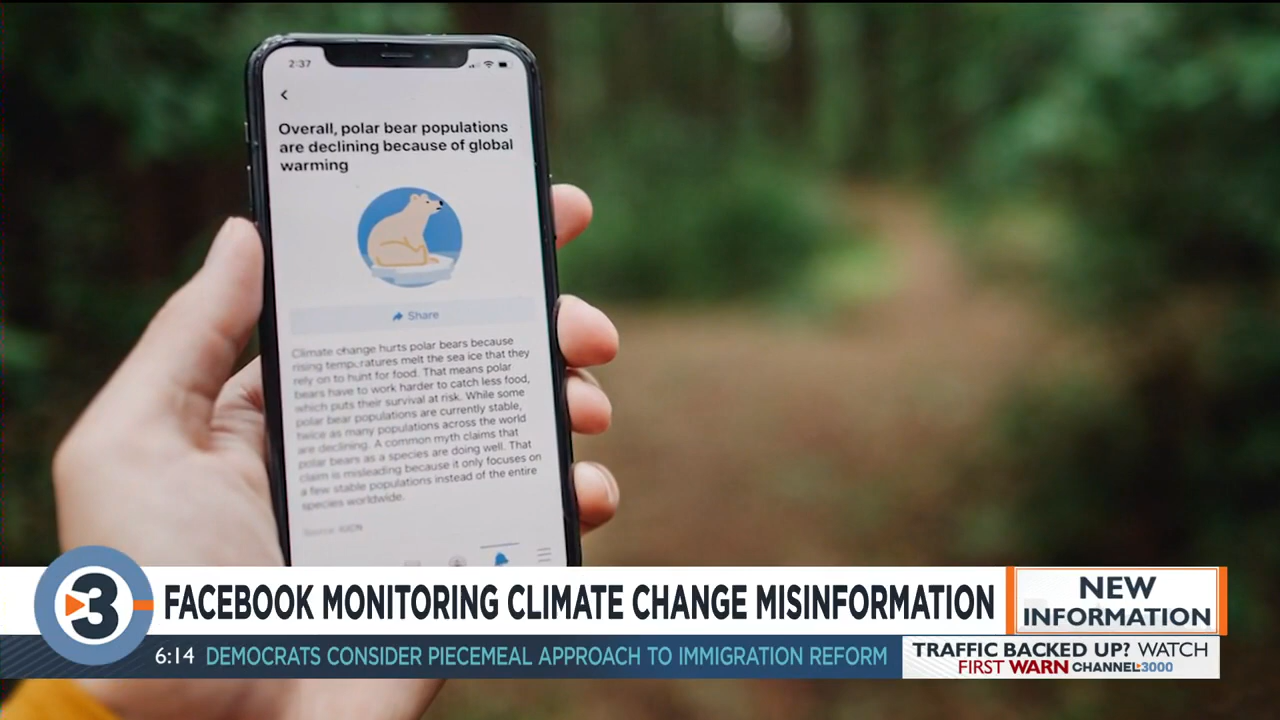 2:37
Overall, polar bear populations
are declining because of global
warming
Share
Climate change hurts polar bears because
rising temperatures melt the sea ice that they
rely on to hunt for food. That means polar
bears have to work harder to catch less food,
which puts their survival at risk. While some
polar bear populations are currently stable,
twice as many populations across the world
are declining. A common myth claims that
polar bears as a species are doing well. That
claim is misleading because it only focuses on
a few stable populations instead of the entire
species worldwide.
Source: IUCN
3 FACEBOOK MONITORING CLIMATE CHANGE MISINFORMATION
NEW
INFORMATION
6:14 DEMOCRATS CONSIDER PIECEMEAL APPROACH TO IMMIGRATION REFORM
TRAFFIC BACKED UP? WATCH
FIRST WARN CHANNEL3000